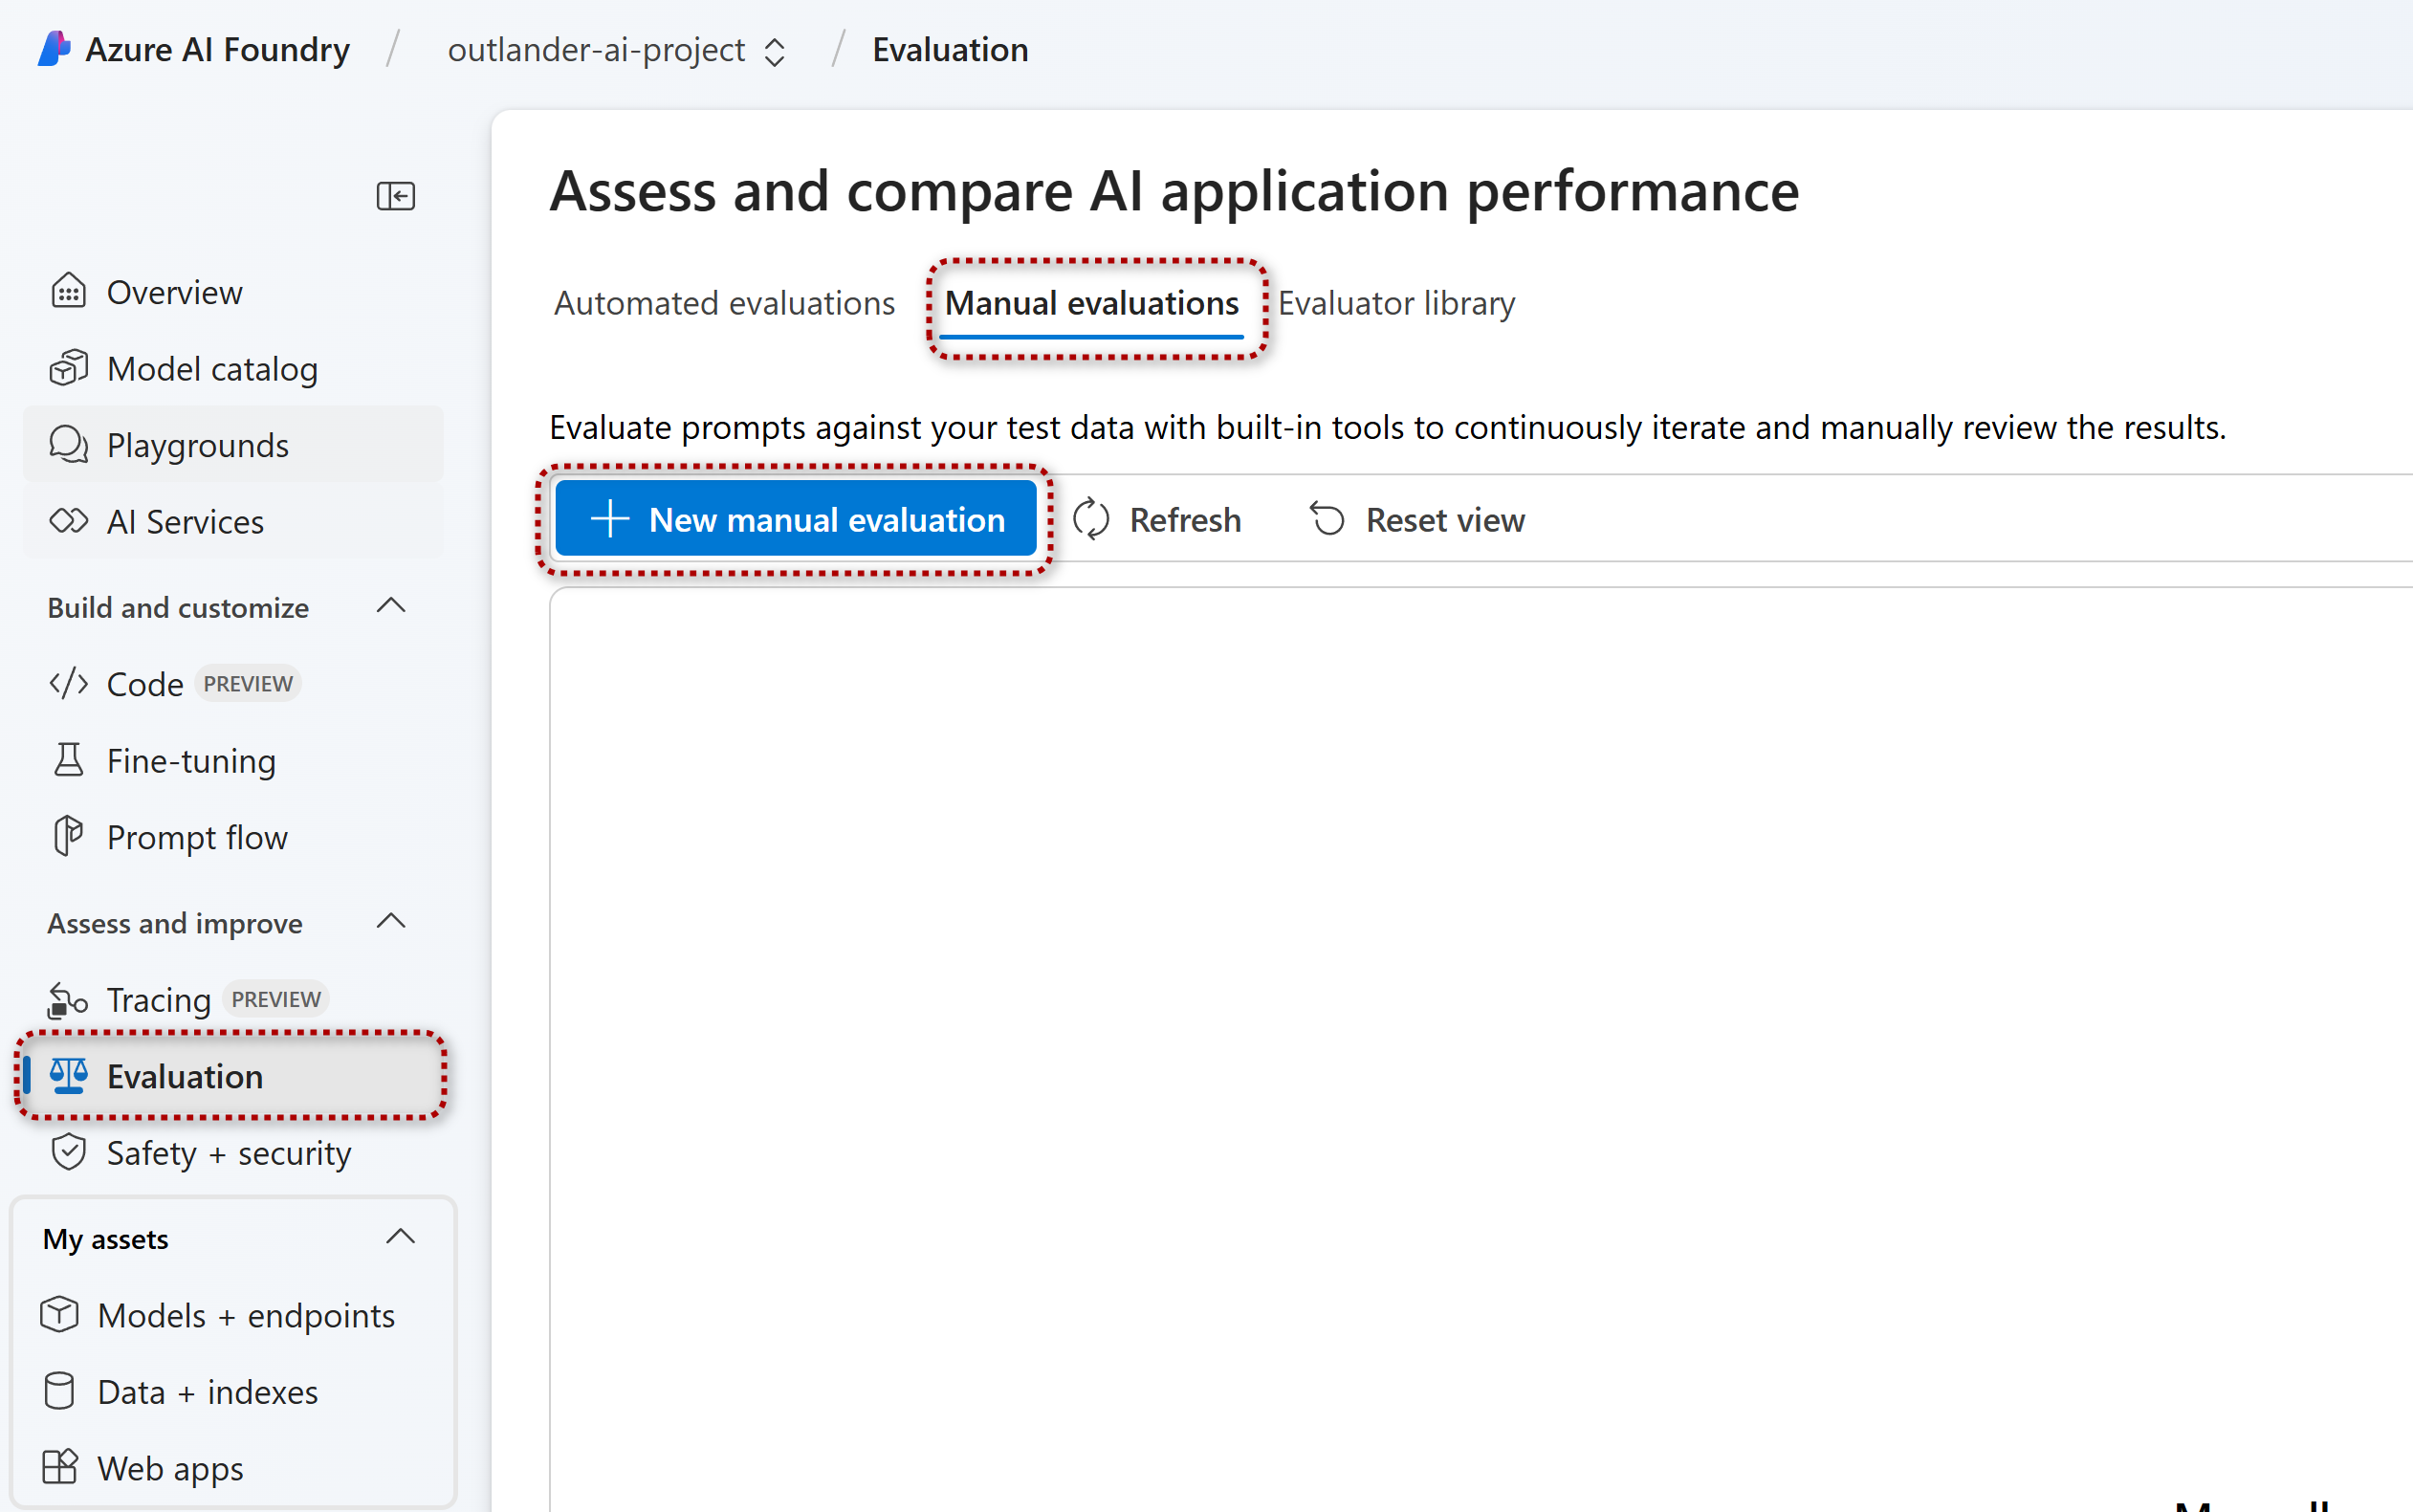 Azure AI Foundry / outlander-ai-project / Evaluation
Overview
Model catalog
Playgrounds
AI Services
Build and customize
Code PREVIEW
Fine-tuning
Prompt flow
Assess and improve
Tracing PREVIEW
Evaluation
Safety + security
My assets
Models + endpoints
Data + indexes
Web apps
Assess and compare AI application performance
Automated evaluations Manual evaluations Evaluator library
Evaluate prompts against your test data with built-in tools to continuously iterate and manually review the results.
New manual evaluation Refresh Reset view